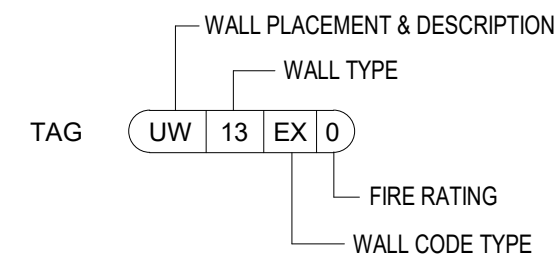 WALL PLACEMENT & DESCRIPTION
WALL TYPE
TAG UW 13 EX 0
FIRE RATING
WALL CODE TYPE